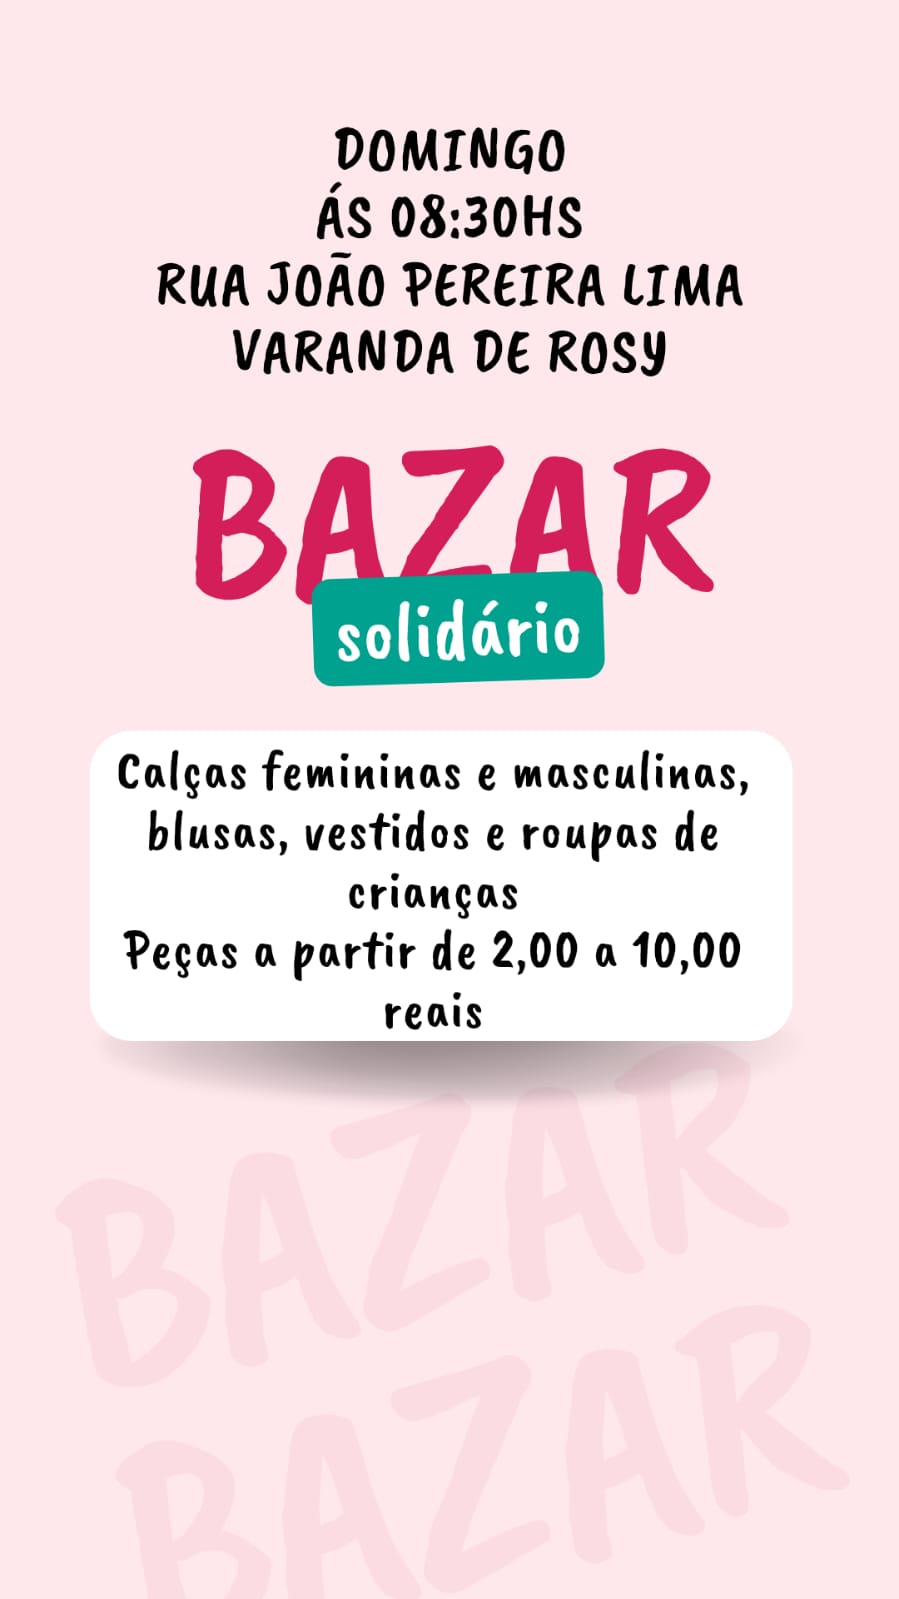 DOMINGO
ÁS 08:30HS
RUA JOÃO PEREIRA LIMA
VARANDA DE ROSY
BAZAR
solidário
Calças femininas e masculinas,
blusas, vestidos e roupas de
crianças
Peças a partir de 2,00 a 10,00
reais
BAZAR
BAZAR